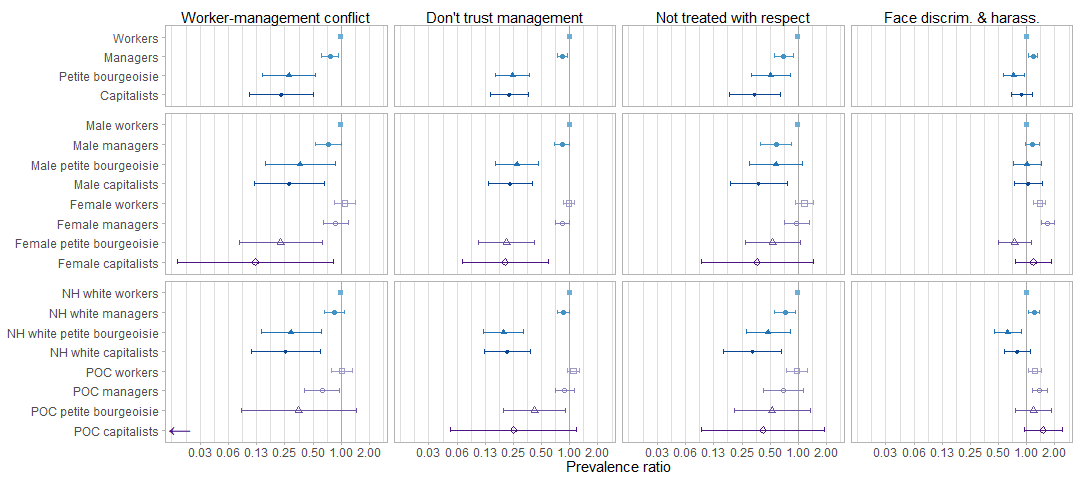 Worker-management conflict Don't trust management Not treated with respect Face discrim. & harass.
Workers
Managers
Petite bourgeoisie
Capitalists
Male workers
Male managers
Male petite bourgeoisie
Male capitalists
Female workers
Female managers
Female petite bourgeoisie
Female capitalists
NH white workers
NH white managers
NH white petite bourgeoisie
NH white capitalists
POC workers
POC managers
POC petite bourgeoisie
POC capitalists
0.03 0.06 0.13 0.25 0.50 1.00 2.00 0.03 0.06 0.13 0.25 0.50 1.00 2.00 0.03 0.06 0.13 0.25 0.50 1.00 2.00 0.03 0.06 0.13 0.25 0.50 1.00 2.00
Prevalence ratio